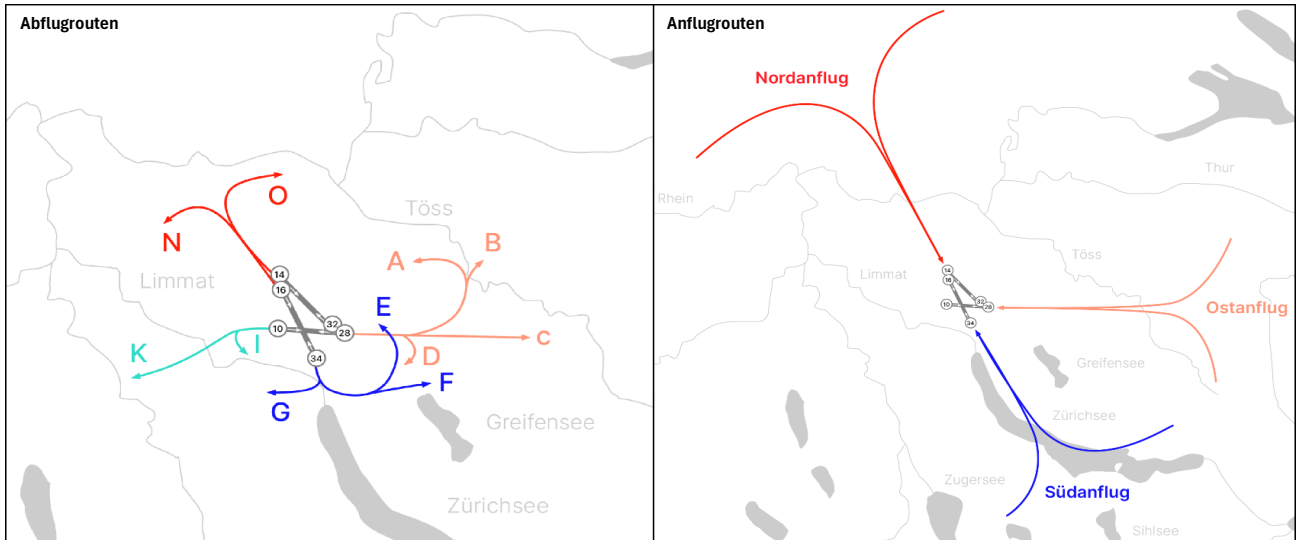 Abflugrouten
O
N
Töss
B
A
Limmat
14
16
E
10
32
28
C
I
K
D
34
F
G
Greifensee
Zürichsee
Anflugrouten
Nordanflug
Thur
Rhein
Töss
Limmat
14
16
10
32
28
Ostanflug
34
Greifensee
Zürichsee
Zugersee
Südanflug
Sihlsee